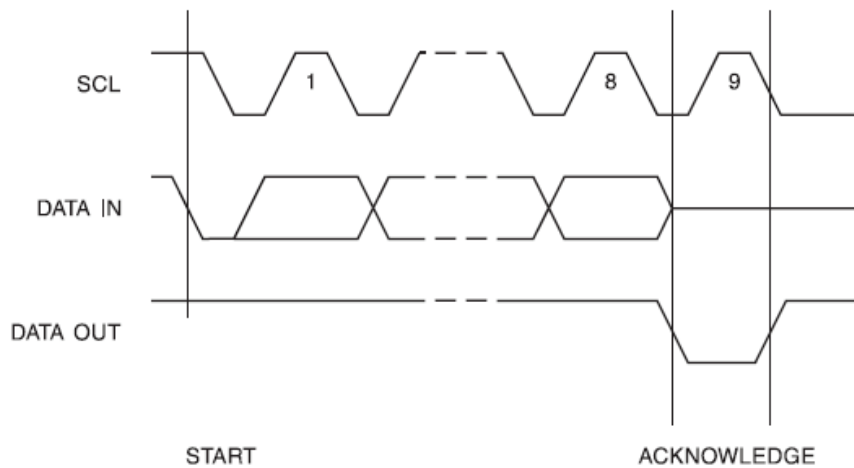 SCL
1
8
9
DATA IN
DATA OUT
START
ACKNOWLEDGE